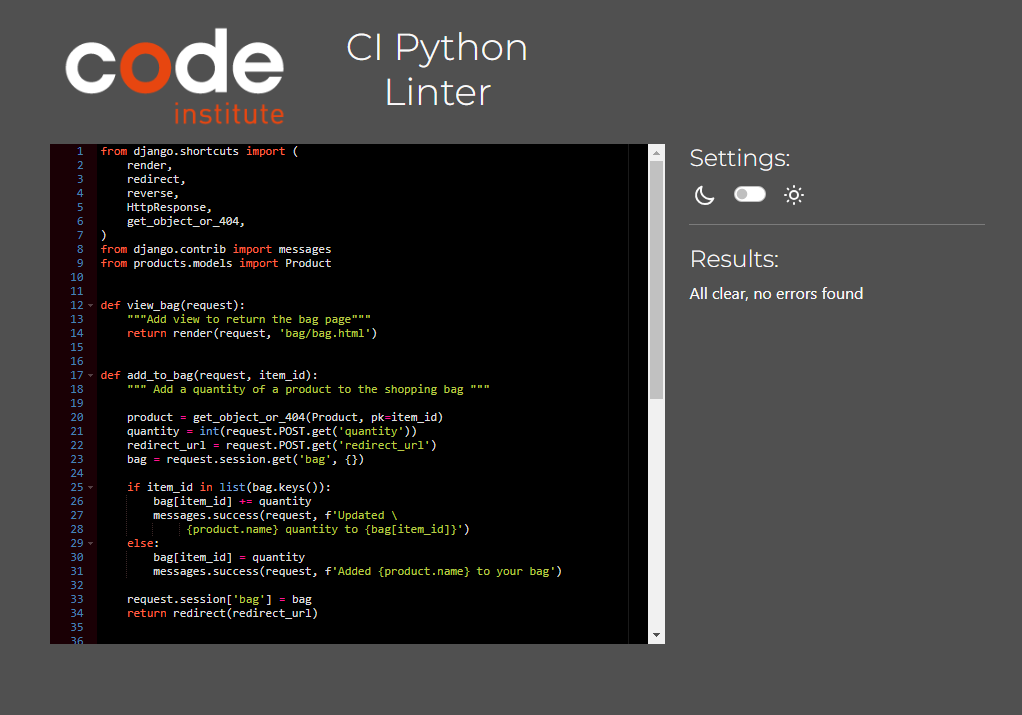 code
institute
CI Python
Linter
1 from django.shortcuts import (
2     render,
3     redirect,
4     reverse,
5     HttpResponse,
6     get_object_or_404,
7 )
8 from django.contrib import messages
9 from products.models import Product
10
11
12 def view_bag(request):
13     """Add view to return the bag page"""
14     return render(request, 'bag/bag.html')
15
16
17 def add_to_bag(request, item_id):
18     """ Add a quantity of a product to the shopping bag """
19
20     product = get_object_or_404(Product, pk=item_id)
21     quantity = int(request.POST.get('quantity'))
22     redirect_url = request.POST.get('redirect_url')
23     bag = request.session.get('bag', {})
24
25     if item_id in list(bag.keys()):
26         bag[item_id] += quantity
27         messages.success(request, f'Updated \
28              {product.name} quantity to {bag[item_id]}')
29     else:
30         bag[item_id] = quantity
31         messages.success(request, f'Added {product.name} to your bag')
32
33     request.session['bag'] = bag
34     return redirect(redirect_url)
35
36
Settings:
Results:
All clear, no errors found